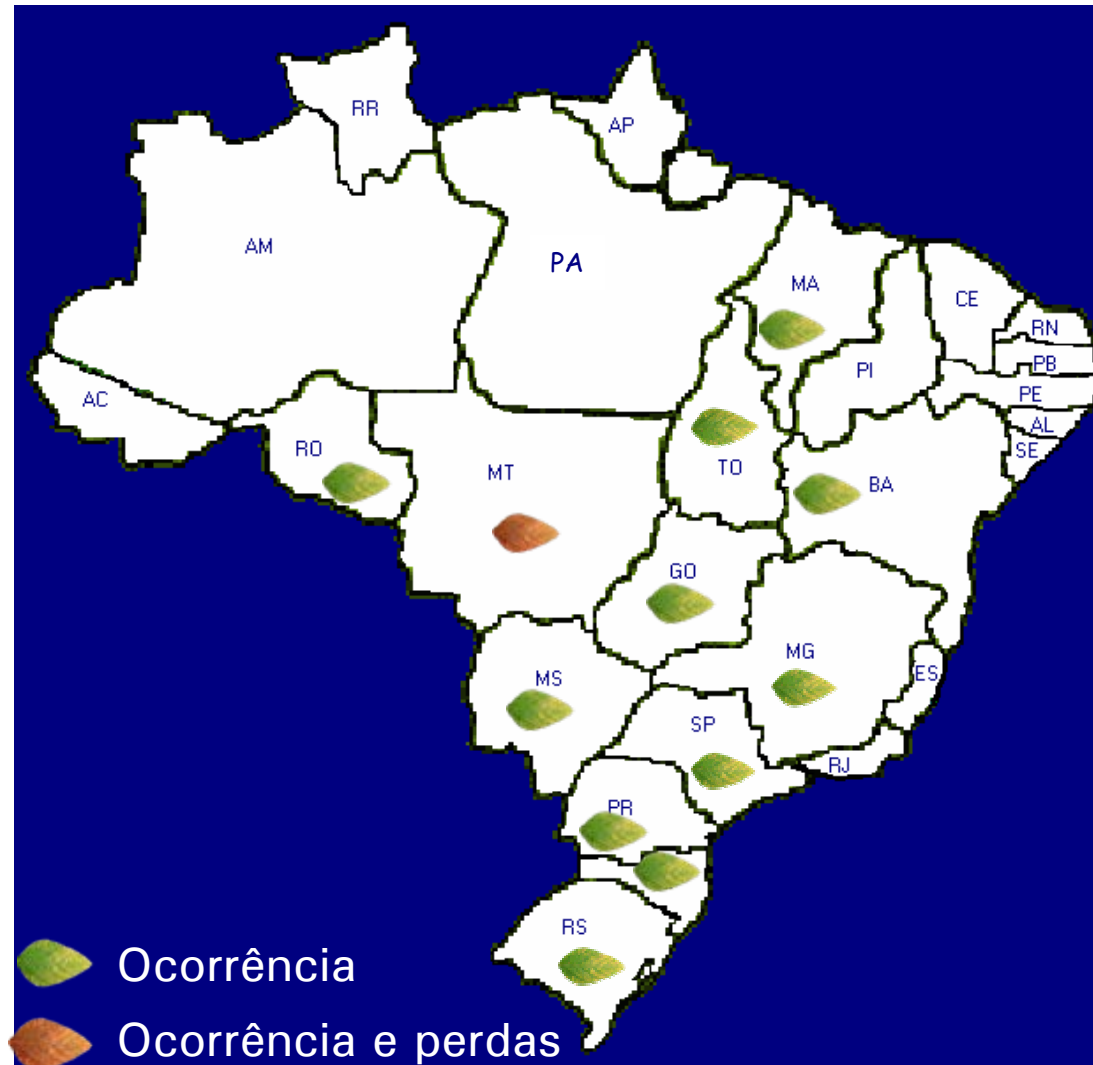 RR
AP
AM
PA
MA
CE
RN
PB
PI
PE
AC
AL
SE
RO
MT
TO
BA
GO
MG
ES
MS
SP
RJ
PR
RS
Ocorrência
Ocorrência e perdas